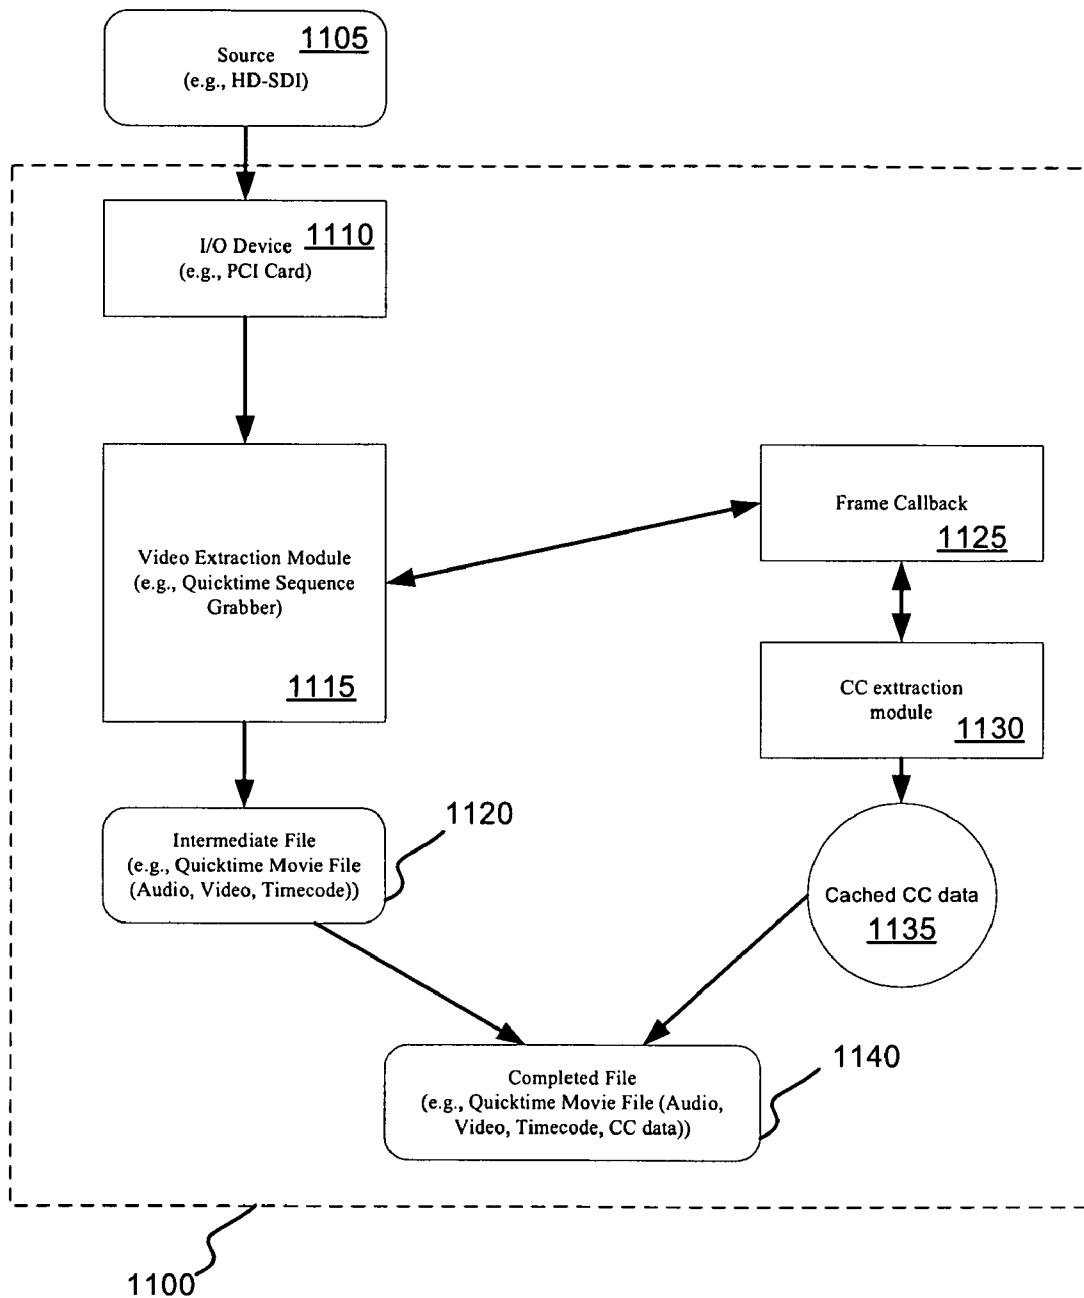 1105
Source
(e.g., HD-SDI)
1110
I/O Device
(e.g., PCI Card)
Video Extraction Module
(e.g., Quicktime Sequence
Grabber)
1115
Frame Callback
1125
CC exttraction
module
1130
Intermediate File
(e.g., Quicktime Movie File
(Audio, Video, Timecode))
1120
Cached CC data
1135
Completed File
(e.g., Quicktime Movie File (Audio,
Video, Timecode, CC data))
1140
1100